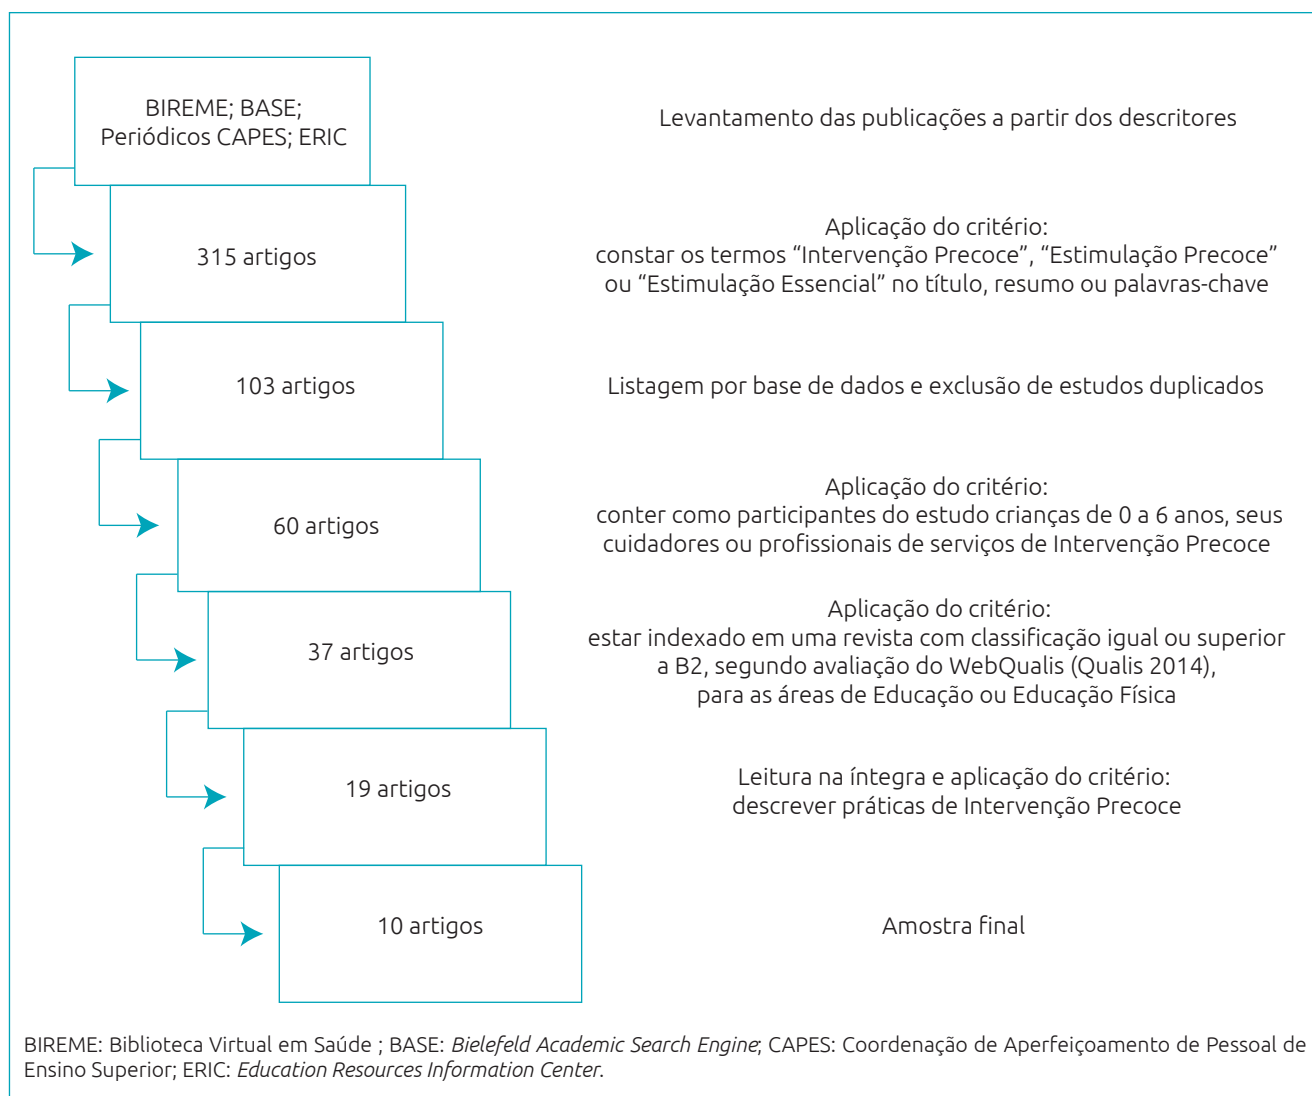 BIREME; BASE;
Periódicos CAPES; ERIC
Levantamento das publicações a partir dos descritores
315 artigos
Aplicação do critério:
constar os termos “Intervenção Precoce”, “Estimulação Precoce”
ou “Estimulação Essencial” no título, resumo ou palavras-chave
103 artigos
Listagem por base de dados e exclusão de estudos duplicados
60 artigos
Aplicação do critério:
conter como participantes do estudo crianças de 0 a 6 anos, seus
cuidadores ou profissionais de serviços de Intervenção Precoce
37 artigos
Aplicação do critério:
estar indexado em uma revista com classificação igual ou superior
a B2, segundo avaliação do WebQualis (Qualis 2014),
para as áreas de Educação ou Educação Física
19 artigos
Leitura na íntegra e aplicação do critério:
descrever práticas de Intervenção Precoce
10 artigos
Amostra final
BIREME: Biblioteca Virtual em Saúde ; BASE: Bielefeld Academic Search Engine; CAPES: Coordenação de Aperfeiçoamento de Pessoal de
Ensino Superior; ERIC: Education Resources Information Center.